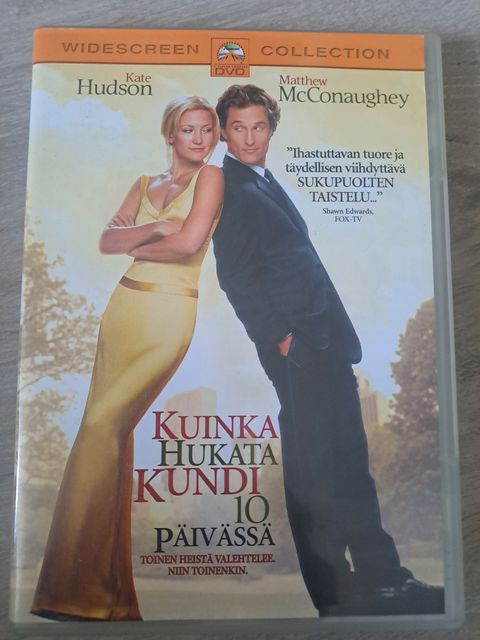 WIDESCREEN COLLECTION
DVD
Kate
Hudson
Matthew
McConaughey
"Ihastuttavan tuore ja
täydellisen viihdyttävä
SUKUPUOLTEN
TAISTELU..."
Shawn Edwards,
FOX-TV
KUINKA
HUKATA
KUNDI
10
PÄIVÄSSÄ
TOINEN HEISTÄ VALEHTELEE.
NIIN TOINENKIN.